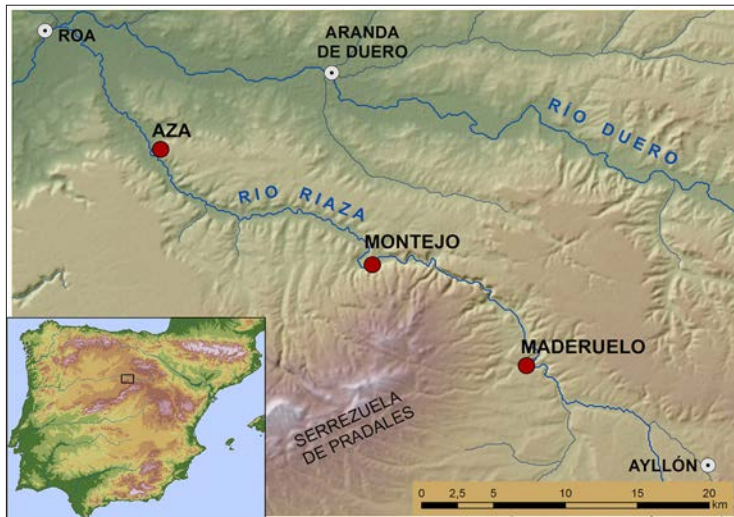 ROA
ARANDA
DE DUERO
AZA
RÍO DUERO
RIO RIAZA
MONTEJO
MADERUELO
SERREZUELA
DE PRADALES
AYLLÓN
0 2,5 5 10 15 20
km